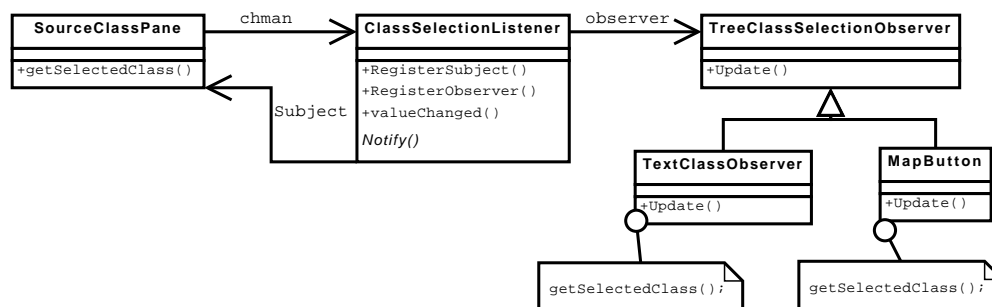 chman
observer
SourceClassPane
ClassSelectionListener
TreeClassSelectionObserver
+getSelectedClass()
+RegisterSubject()
+RegisterObserver()
+valueChanged()
Notify()
+Update()
Subject
TextClassObserver
MapButton
+Update()
+Update()
getSelectedClass();
getSelectedClass();